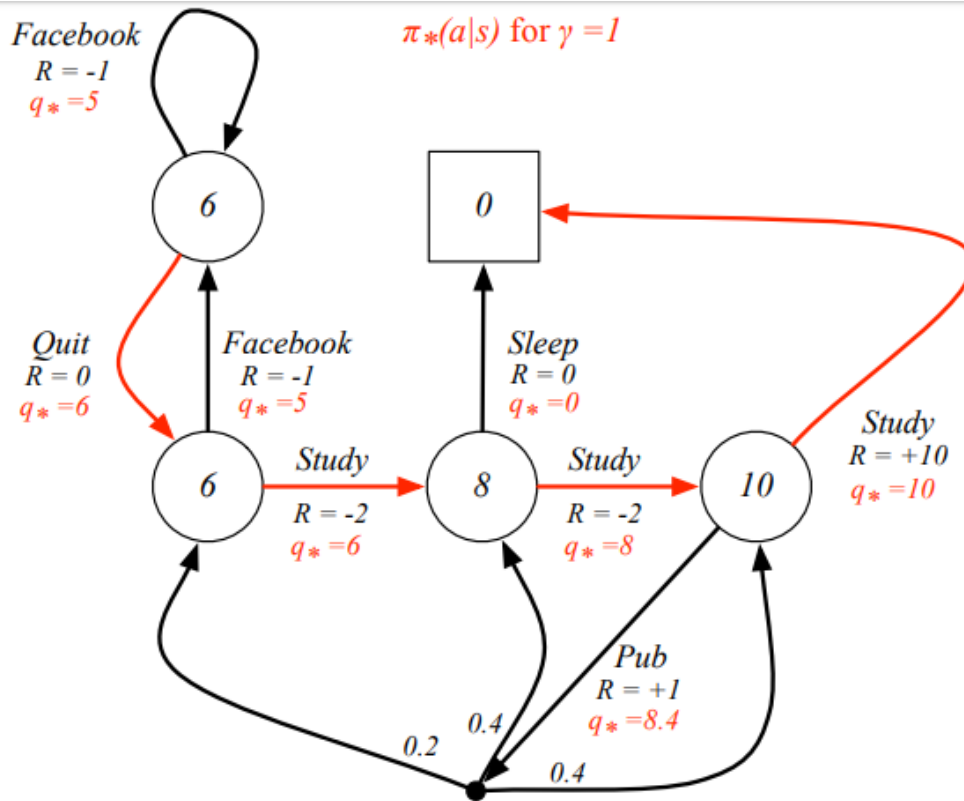 π*(a|s) for γ =1
Facebook
R = -1
q* =5
6
0
Quit
R = 0
q* =6
Facebook
R = -1
q* =5
Sleep
R = 0
q* =0
Study
R = +10
q* =10
6
Study
R = -2
q* =6
8
Study
R = -2
q* =8
10
Pub
R = +1
q* =8.4
0.2
0.4
0.4